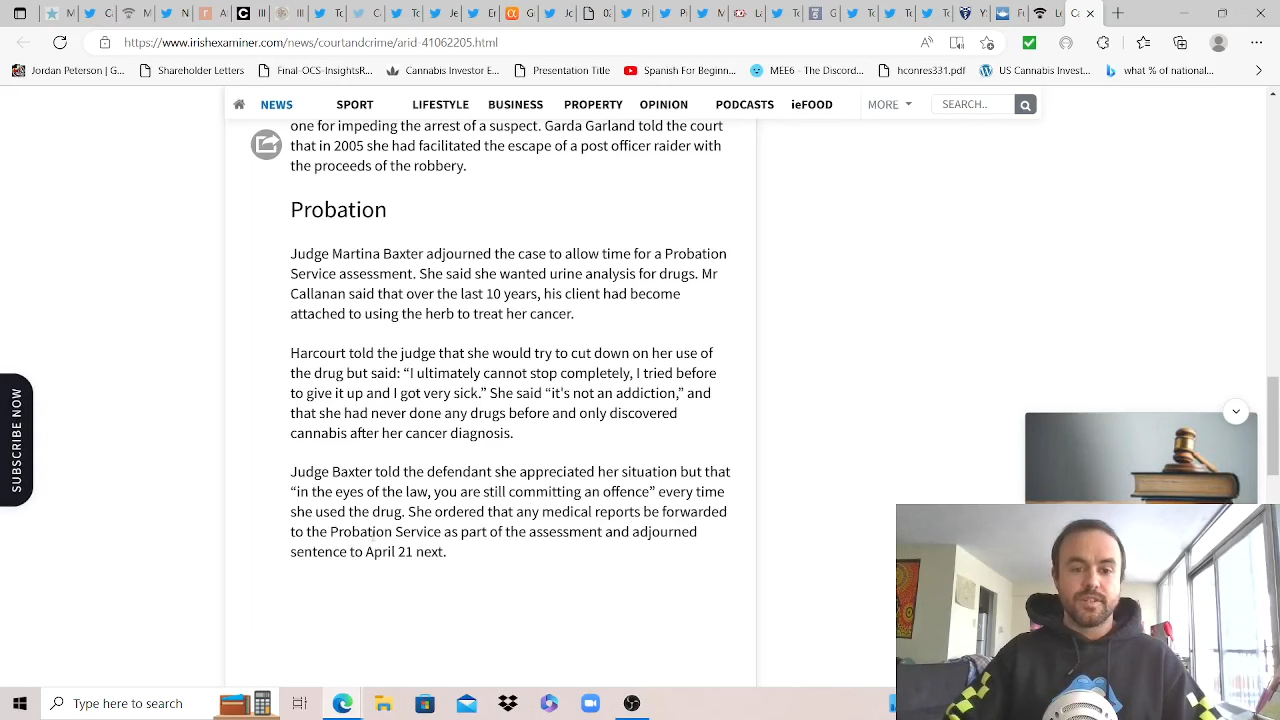 https://www.irishexaminer.com/news/courtandcrime/arid-41062205.html
Jordan Peterson | G...
Shareholder Letter
Front-OCS/ights
Cannabis Investor...
Presentation Title
Spanish For Begin...
MEE6 - The Discord...
hconres331.pdf
US Cannabis
what % of national...
NEWS
SPORT
LIFESTYLE
BUSINESS
PROPERTY
OPINION
PODCASTS
ieFOOD
MORE
SEARCH..
one for impeding the arrest of a suspect. Garda Garland told the court
that in 2005 she had facilitated the escape of a post officer raider with
the proceeds of the robbery.
Probation
Judge Martina Baxter adjourned the case to allow time for a Probation
Service assessment. She said she wanted urine analysis for drugs. Mr
Callanan said that over the last 10 years, his client had become
attached to using the herb to treat her cancer.
Harcourt told the judge that she would try to cut down on her use of
the drug but said: “I ultimately cannot stop completely, I tried before
to give it up and I got very sick.” She said “it's not an addiction,” and
that she had never done any drugs before and only discovered
cannabis after her cancer diagnosis.
Judge Baxter told the defendant she appreciated her situation but that
“in the eyes of the law, you are still committing an offence” every time
she used the drug. She ordered that any medical reports be forwarded
to the Probation Service as part of the assessment and adjourned
sentence to April 21 next.
SUBSCRIBE NOW
Type here to search